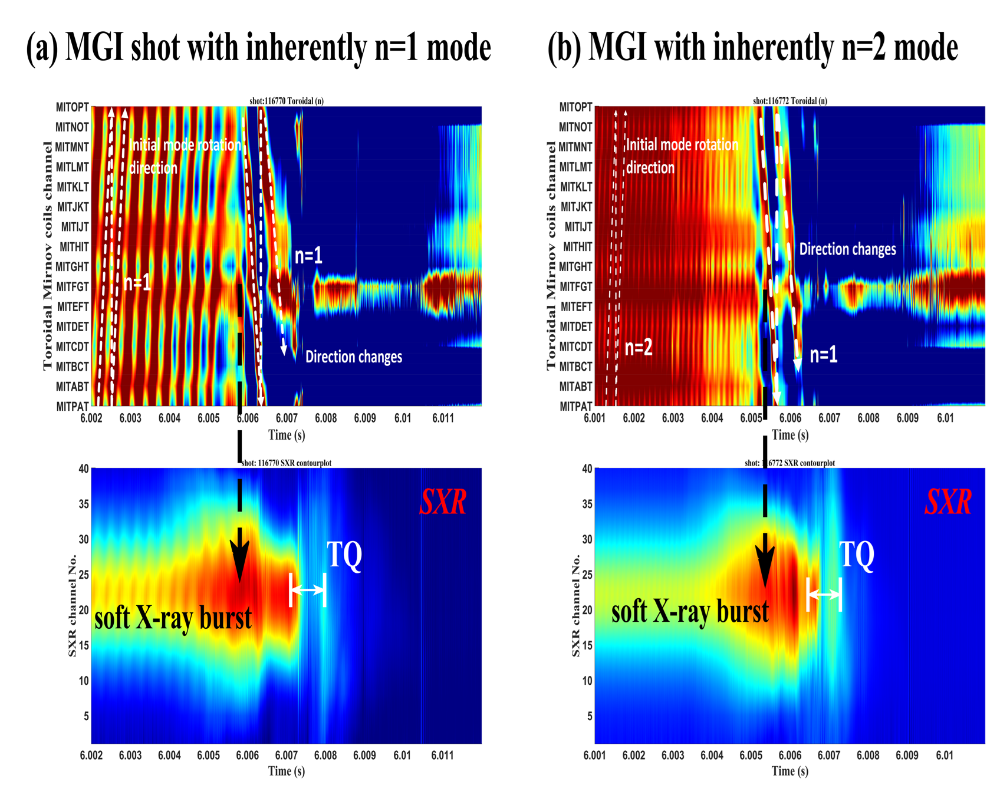 (a) MGI shot with inherently n=1 mode
(b) MGI with inherently n=2 mode
shot:116770 Toroidal (n)
Toroidal Mirnov coils channel
MITOPT
MITNOT
MITMNT
MITLMT
MITKLT
MITJKT
MITIJT
MITHIT
MITGHT
MITFGT
MITEFT
MITDET
MITCDT
MITBCT
MITABT
MITPAT
Initial mode rotation
direction
n=1
n=1
Direction changes
6.002 6.003 6.004 6.005 6.006 6.007 6.008 6.009 6.01 6.011
Time (s)
shot:116772 Toroidal (n)
Toroidal Mirnov coils channel
MITOPT
MITNOT
MITMNT
MITLMT
MITKLT
MITJKT
MITIJT
MITHIT
MITGHT
MITFGT
MITEFT
MITDET
MITCDT
MITBCT
MITABT
MITPAT
Initial mode rotation
direction
Direction changes
n=2
n=1
6.001 6.002 6.003 6.004 6.005 6.006 6.007 6.008 6.009 6.01
Time (s)
shot: 116770 SXR contourplot
SXR channel No.
40
35
30
25
20
15
10
5
SXR
TQ
soft X-ray burst
6.002 6.003 6.004 6.005 6.006 6.007 6.008 6.009 6.01 6.011
Time (s)
shot: 116772 SXR contourplot
SXR channel No.
40
35
30
25
20
15
10
5
SXR
TQ
soft X-ray burst
6.001 6.002 6.003 6.004 6.005 6.006 6.007 6.008 6.009 6.01
Time (s)